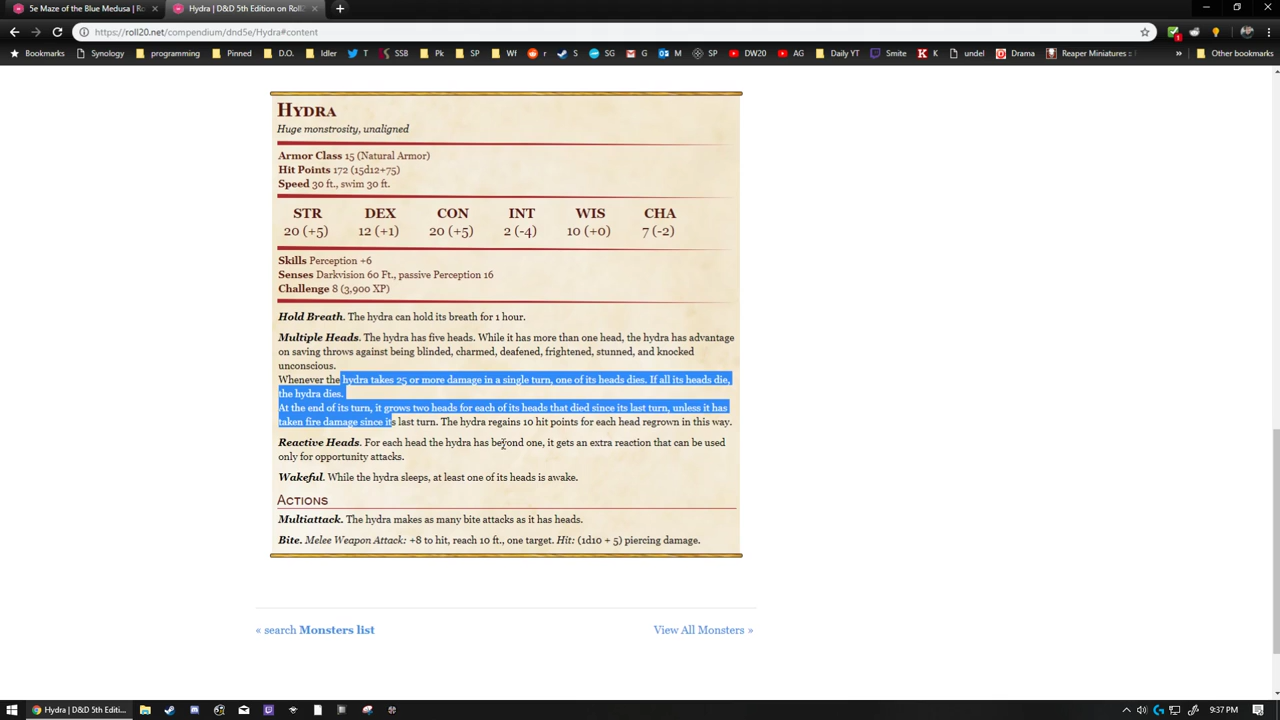 5e Maze of the Blue Medusa | Ro
Hydra | D&D 5th Edition on Roll20
https://roll20.net/compendium/dnd5e/Hydra#content
Bookmarks Synology programming Pinned D.O. Idler T SSB Pk SP Wf r S SG G M SP DW20 AG Daily YT Smite K undel Drama Reaper Miniatures :: » Other bookmarks
HYDRA
Huge monstrosity, unaligned
Armor Class 15 (Natural Armor)
Hit Points 172 (15d12+75)
Speed 30 ft., swim 30 ft.
STR DEX CON INT WIS CHA
20 (+5) 12 (+1) 20 (+5) 2 (-4) 10 (+0) 7 (-2)
Skills Perception +6
Senses Darkvision 60 Ft., passive Perception 16
Challenge 8 (3,900 XP)
Hold Breath. The hydra can hold its breath for 1 hour.
Multiple Heads. The hydra has five heads. While it has more than one head, the hydra has advantage
on saving throws against being blinded, charmed, deafened, frightened, stunned, and knocked
unconscious.
Whenever the hydra takes 25 or more damage in a single turn, one of its heads dies. If all its heads die,
the hydra dies.
At the end of its turn, it grows two heads for each of its heads that died since its last turn, unless it has
taken fire damage since its last turn. The hydra regains 10 hit points for each head regrown in this way.
Reactive Heads. For each head the hydra has beyond one, it gets an extra reaction that can be used
only for opportunity attacks.
Wakeful. While the hydra sleeps, at least one of its heads is awake.
ACTIONS
Multiattack. The hydra makes as many bite attacks as it has heads.
Bite. Melee Weapon Attack: +8 to hit, reach 10 ft., one target. Hit: (1d10 + 5) piercing damage.
« search Monsters list
View All Monsters »
Hydra | D&D 5th Edit...
9:37 PM